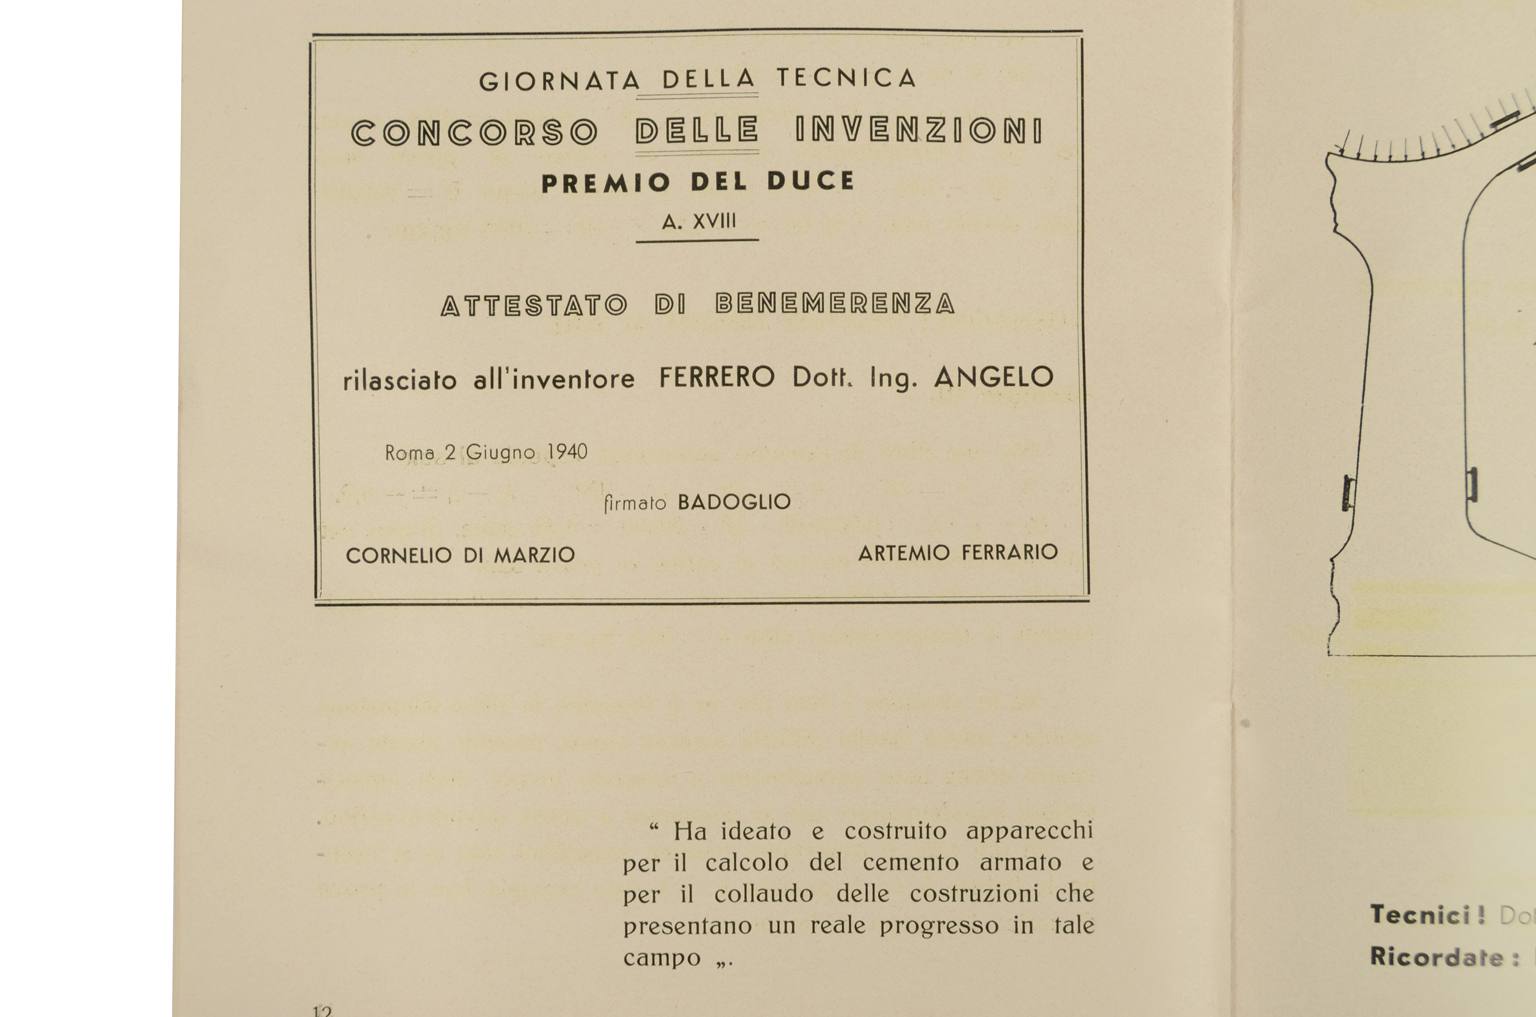 GIORNATA DELLA TECNICA
CONCORSO DELLE INVENZIONI
PREMIO DEL DUCE
A. XVIII
ATTESTATO DI BENEMERENZA
rilasciato all'inventore FERRERO Dott. Ing. ANGELO
Roma 2 Giugno 1940
firmato BADOGLIO
CORNELIO DI MARZIO ARTEMIO FERRARIO
“ Ha ideato e costruito apparecchi
per il calcolo del cemento armato e
per il collaudo delle costruzioni che
presentano un reale progresso in tale
campo „.
12
Tecnici!
Ricordate: